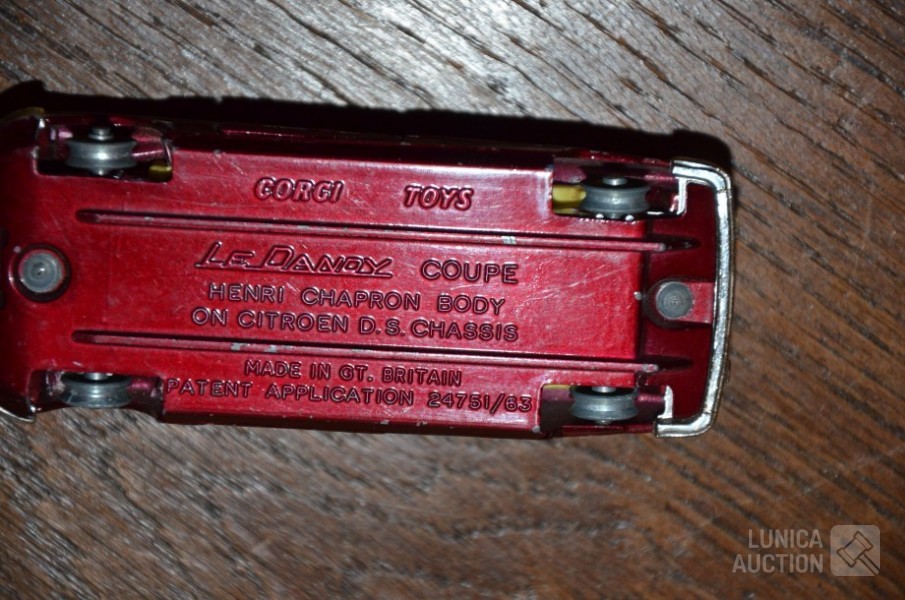 CORGI TOYS
Le Dandy COUPE
HENRI CHAPRON BODY
ON CITROEN D.S. CHASSIS
MADE IN GT. BRITAIN
PATENT APPLICATION 24751/63
LUNICA
AUCTION